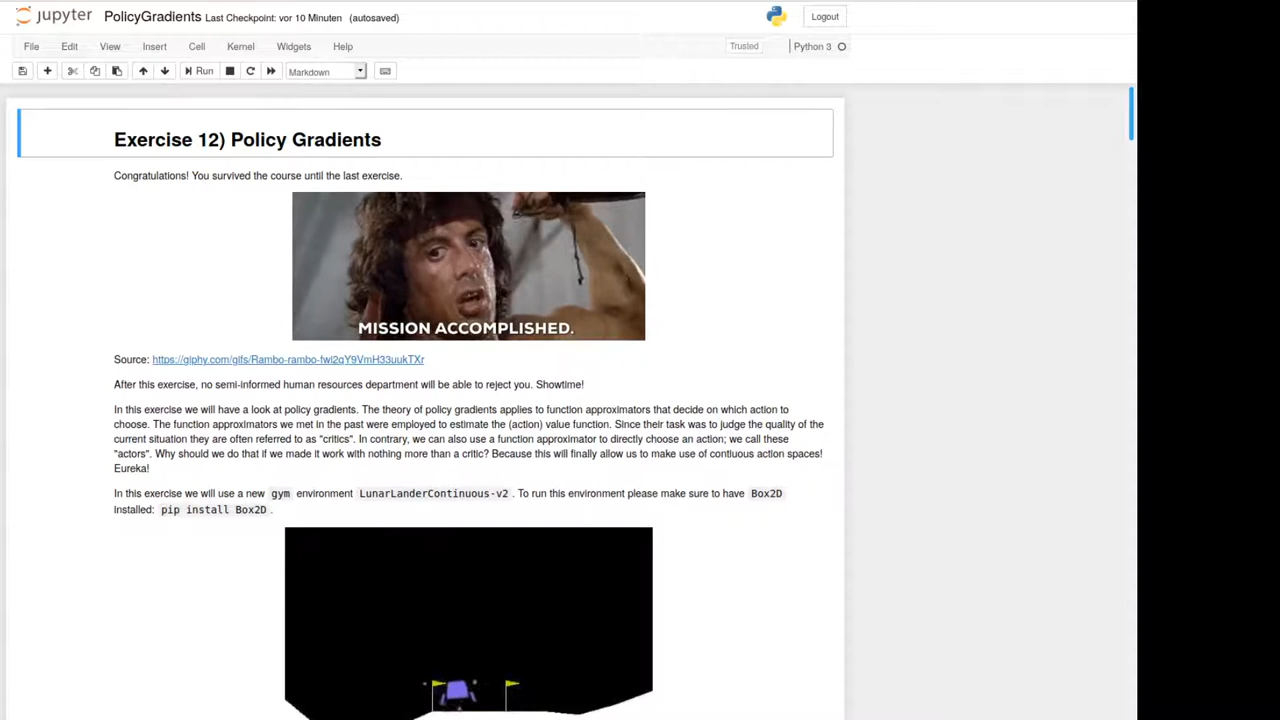 jupyter PolicyGradients Last Checkpoint: vor 10 Minuten (autosaved)
Logout
File Edit View Insert Cell Kernel Widgets Help
Trusted
Python 3
Run
Markdown
Exercise 12) Policy Gradients
Congratulations! You survived the course until the last exercise.
MISSION ACCOMPLISHED.
Source: https://giphy.com/gifs/Rambo-rambo-fwi2qY9VmH33uukTXr
After this exercise, no semi-informed human resources department will be able to reject you. Showtime!
In this exercise we will have a look at policy gradients. The theory of policy gradients applies to function approximators that decide on which action to
choose. The function approximators we met in the past were employed to estimate the (action) value function. Since their task was to judge the quality of the
current situation they are often referred to as "critics". In contrary, we can also use a function approximator to directly choose an action; we call these
"actors". Why should we do that if we made it work with nothing more than a critic? Because this will finally allow us to make use of contiuous action spaces!
Eureka!
In this exercise we will use a new gym environment LunarLanderContinuous-v2 . To run this environment please make sure to have Box2D
installed: pip install Box2D .